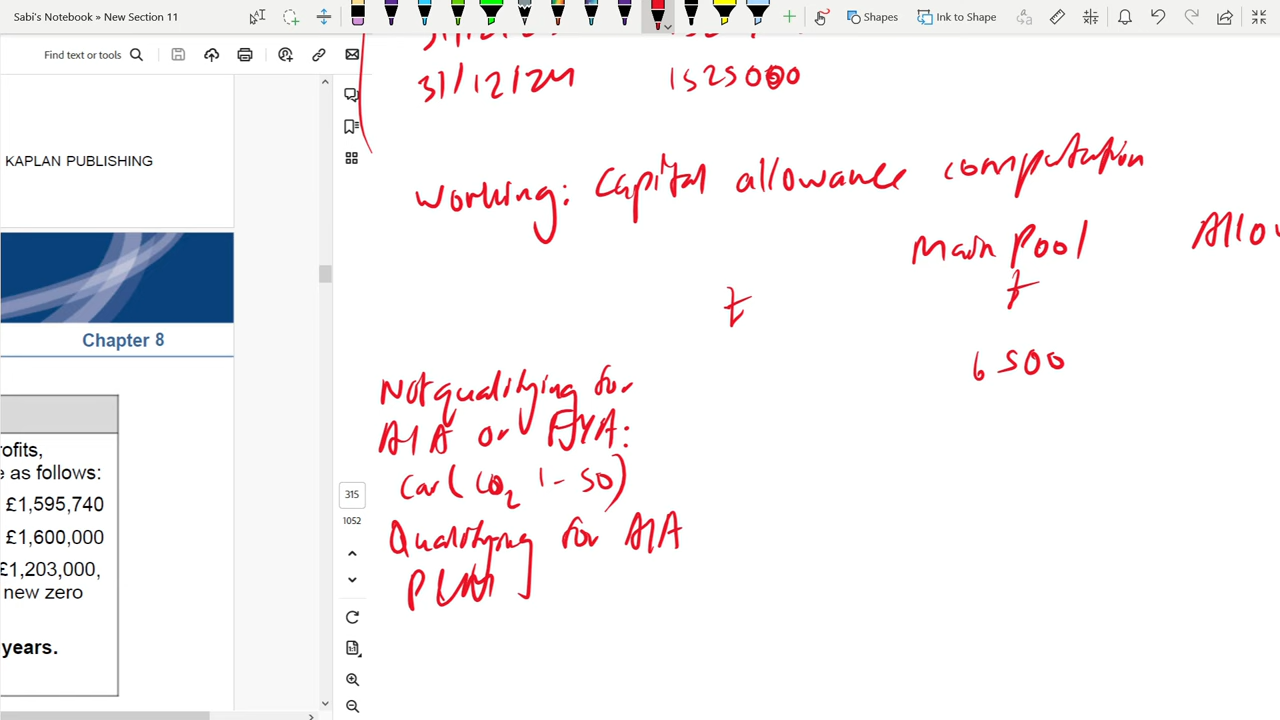 Sabi's Notebook » New Section 11
Shapes
Ink to Shape
Find text or tools
31/12/24 1525000
KAPLAN PUBLISHING
Working: Capital allowance computation
Main Pool
£ £
6500
Chapter 8
Not qualifying for
AIA or FYA:
Car (CO2 1-50)
Qualifying for AIA
ofits,
e as follows:
£1,595,740
£1,600,000
£1,203,000,
new zero
years.
315
1052